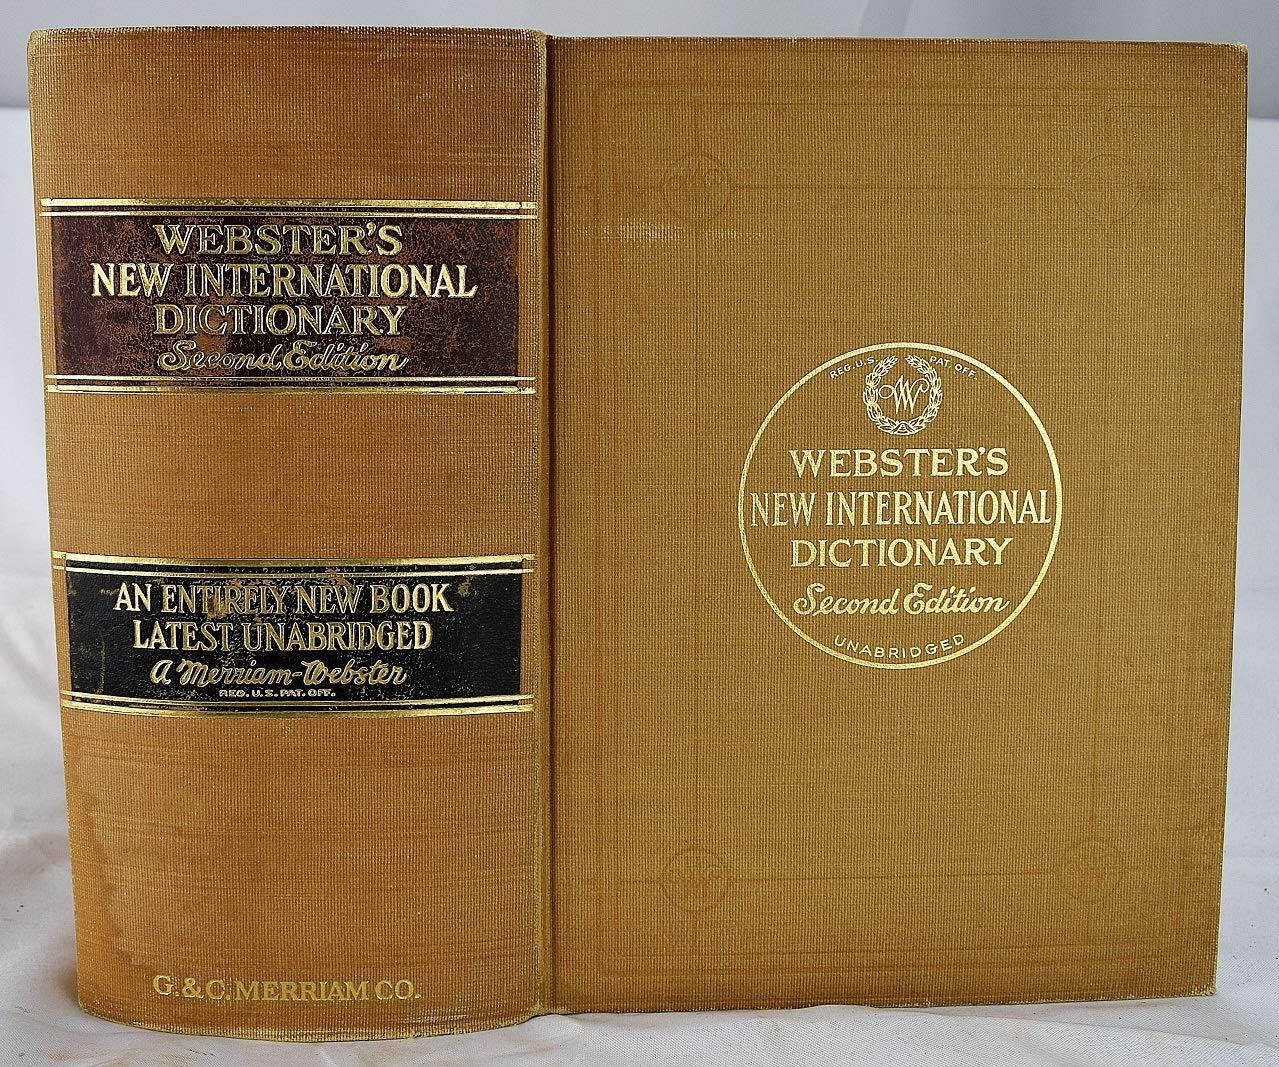 WEBSTER'S
NEW INTERNATIONAL
DICTIONARY
Second Edition
AN ENTIRELY NEW BOOK
LATEST UNABRIDGED
A Merriam-Webster
REG. U.S. PAT. OFF.
G. & C. MERRIAM CO.
REG. U.S. PAT. OFF.
W
WEBSTER'S
NEW INTERNATIONAL
DICTIONARY
Second Edition
UNABRIDGED